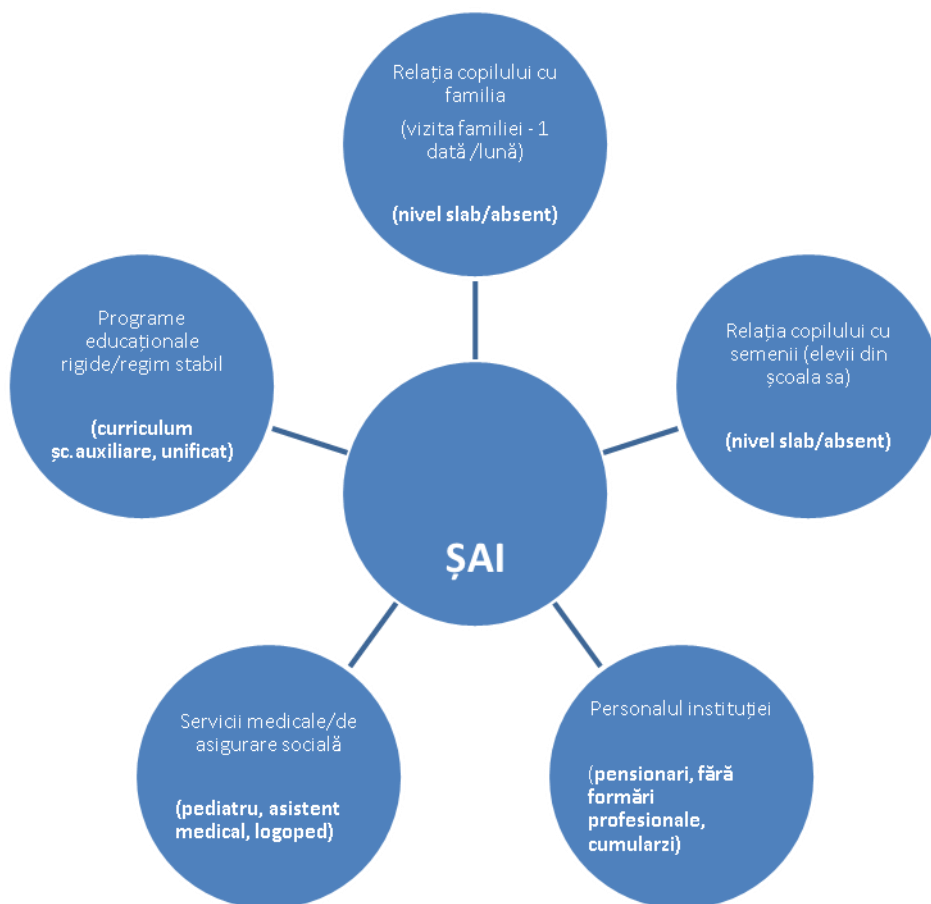 Relația copilului cu
familia
(vizita familiei - 1
dată/lună)
(nivel slab/absent)
Programe
educaționale
rigide/regim stabil
(curriculum
șc.auxiliare, unificat)
Relația copilului cu
semenii (elevii din
școala sa)
(nivel slab/absent)
ȘAI
Servicii medicale/de
asigurare socială
(pediatru, asistent
medical, logoped)
Personalul instituției
(pensionari, fără
formări
profesionale,
cumularzi)